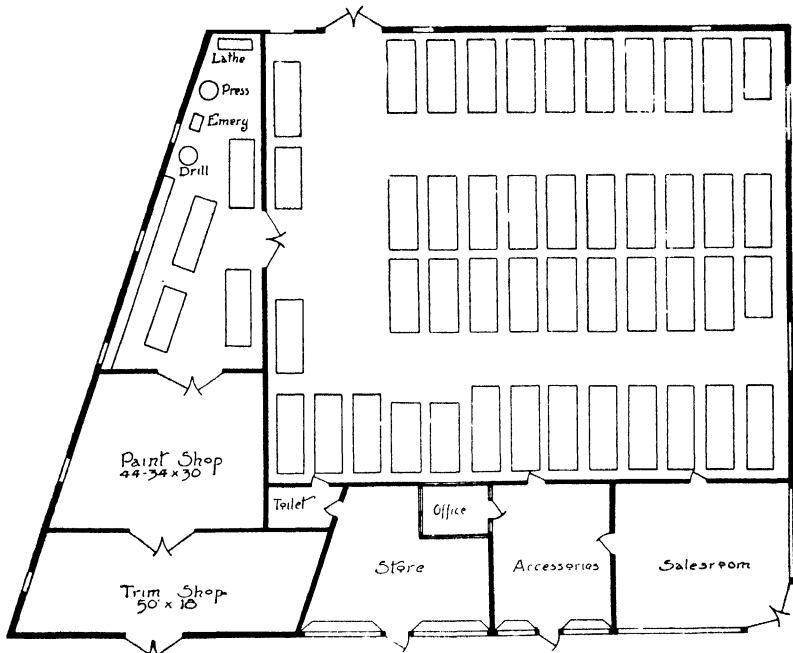 Lathe
Press
Emery
Drill
Paint Shop
44-34 x 30
Toilet
Office
Store
Accessories
Salesroom
Trim Shop
50' x 18